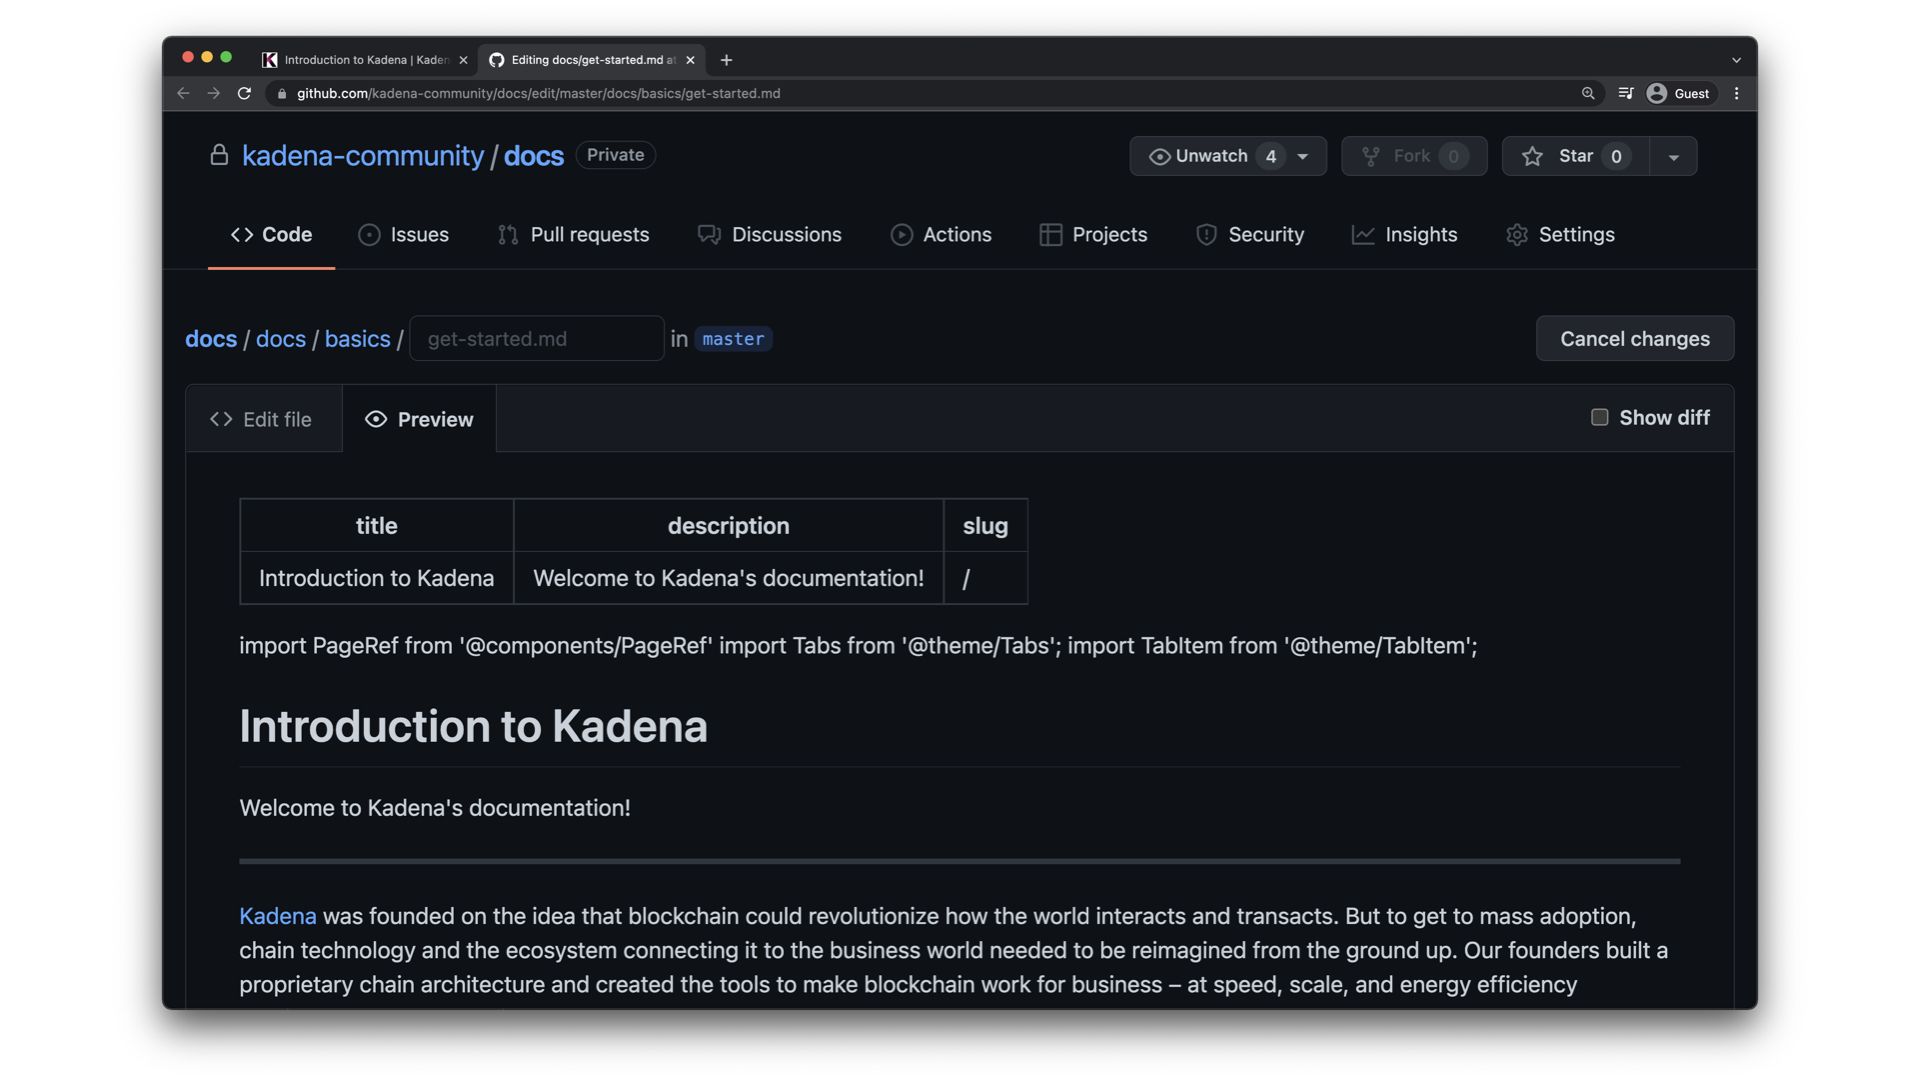 Introduction to Kadena | Kaden
Editing docs/get-started.md at
github.com/kadena-community/docs/edit/master/docs/basics/get-started.md
Guest
kadena-community / docs Private
Unwatch 4
Fork 0
Star 0
Code Issues Pull requests Discussions Actions Projects Security Insights Settings
docs / docs / basics / get-started.md in master
Cancel changes
Edit file Preview
Show diff
title description slug
Introduction to Kadena Welcome to Kadena's documentation! /
import PageRef from '@components/PageRef' import Tabs from '@theme/Tabs'; import TabItem from '@theme/TabItem';
Introduction to Kadena
Welcome to Kadena's documentation!
Kadena was founded on the idea that blockchain could revolutionize how the world interacts and transacts. But to get to mass adoption,
chain technology and the ecosystem connecting it to the business world needed to be reimagined from the ground up. Our founders built a
proprietary chain architecture and created the tools to make blockchain work for business – at speed, scale, and energy efficiency